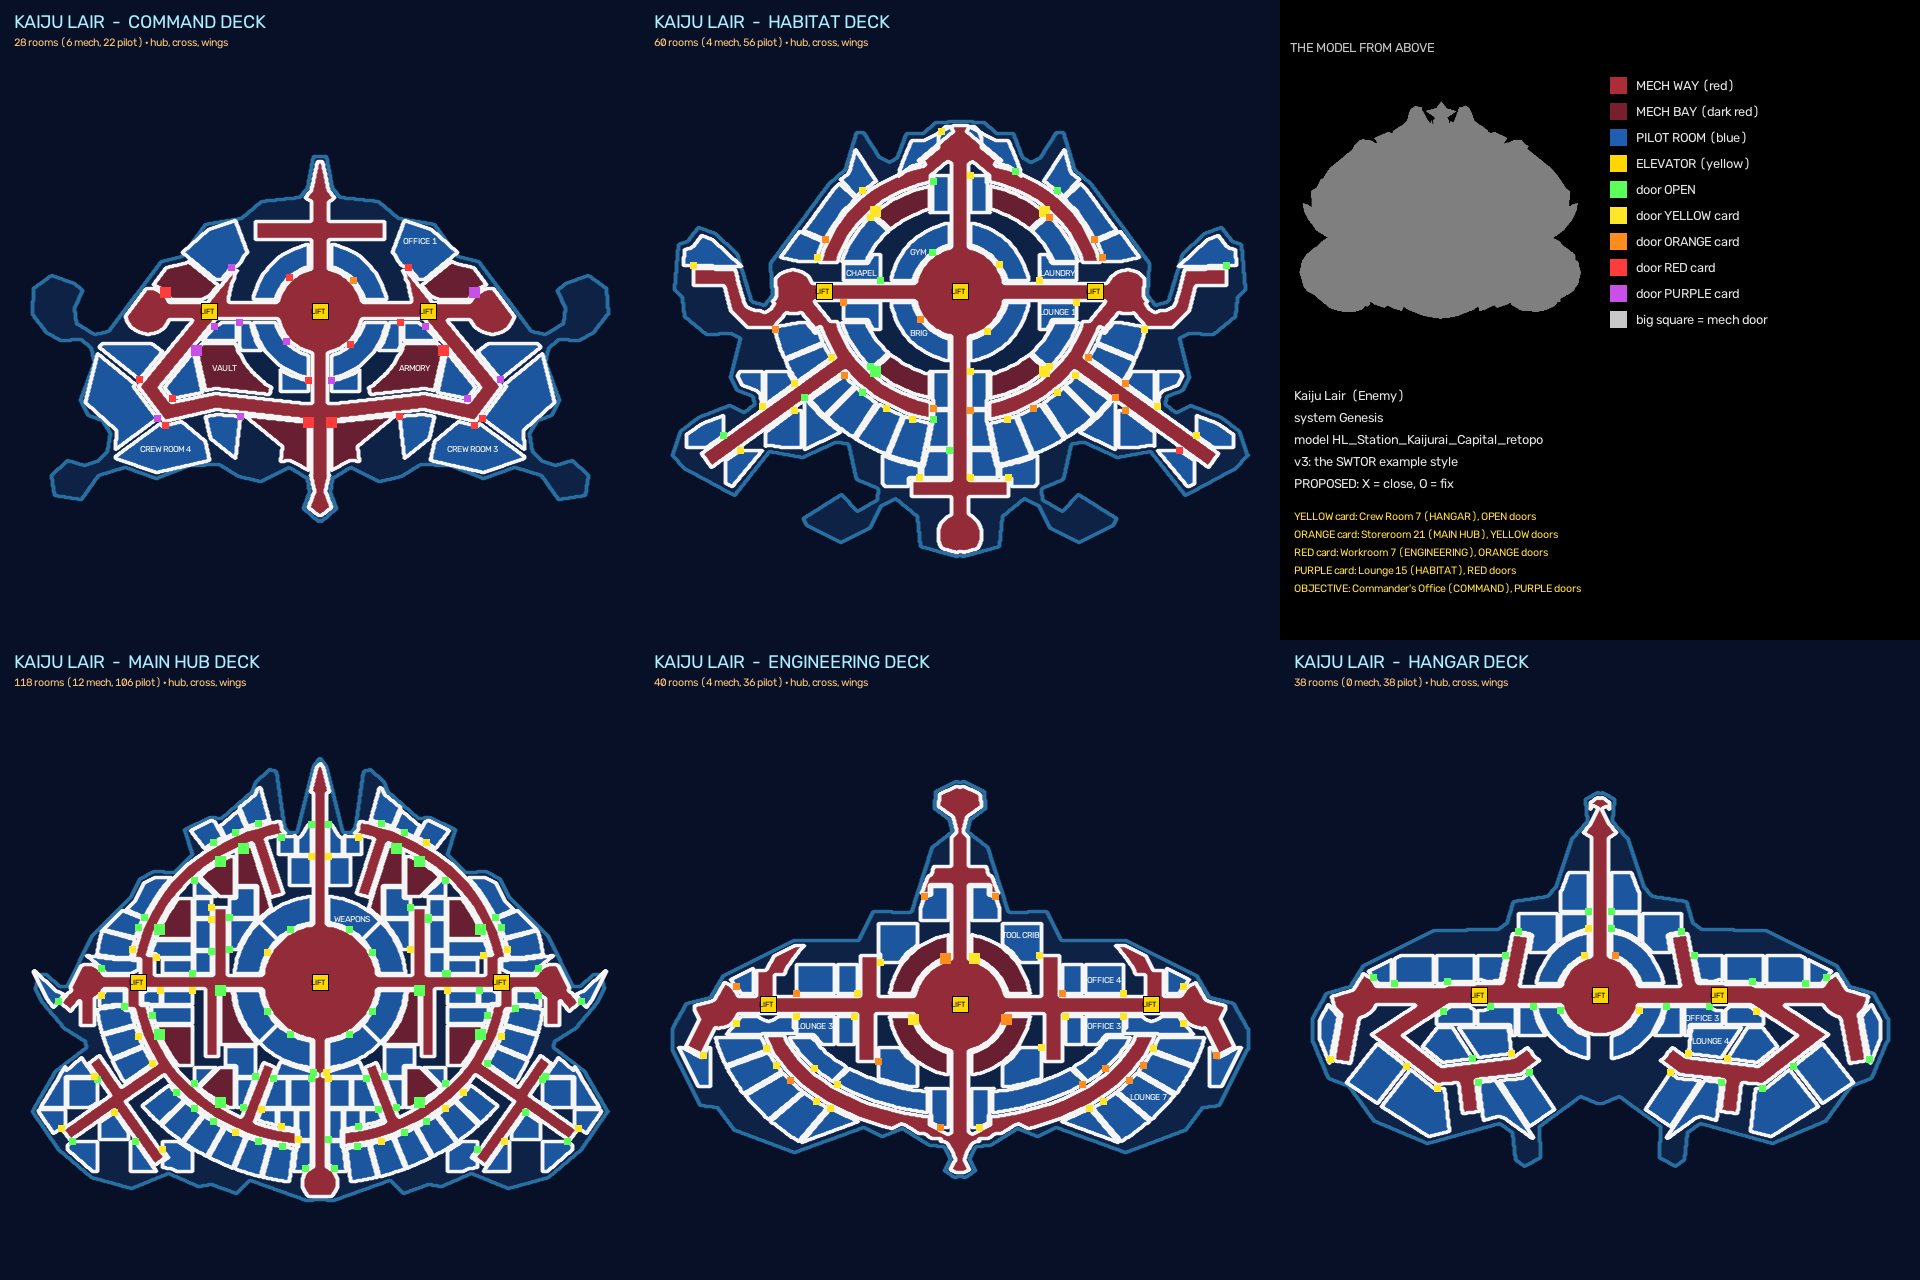 KAIJU LAIR - COMMAND DECK
28 rooms (6 mech, 22 pilot) • hub, cross, wings
OFFICE 1
LIFT
LIFT
LIFT
VAULT
ARMORY
CREW ROOM 4
CREW ROOM 3
KAIJU LAIR - HABITAT DECK
60 rooms (4 mech, 56 pilot) • hub, cross, wings
GYM
CHAPEL
LAUNDRY
LIFT
LIFT
LIFT
LOUNGE 1
BRIG
THE MODEL FROM ABOVE
MECH WAY (red)
MECH BAY (dark red)
PILOT ROOM (blue)
ELEVATOR (yellow)
door OPEN
door YELLOW card
door ORANGE card
door RED card
door PURPLE card
big square = mech door
Kaiju Lair (Enemy)
system Genesis
model HL_Station_Kaijurai_Capital_retopo
v3: the SWTOR example style
PROPOSED: X = close, O = fix
YELLOW card: Crew Room 7 (HANGAR), OPEN doors
ORANGE card: Storeroom 21 (MAIN HUB), YELLOW doors
RED card: Workroom 7 (ENGINEERING), ORANGE doors
PURPLE card: Lounge 15 (HABITAT), RED doors
OBJECTIVE: Commander's Office (COMMAND), PURPLE doors
KAIJU LAIR - MAIN HUB DECK
118 rooms (12 mech, 106 pilot) • hub, cross, wings
WEAPONS
LIFT
LIFT
LIFT
KAIJU LAIR - ENGINEERING DECK
40 rooms (4 mech, 36 pilot) • hub, cross, wings
TOOL CRIB
OFFICE 4
LIFT
LIFT
LIFT
LOUNGE 3
OFFICE 3
LOUNGE 7
KAIJU LAIR - HANGAR DECK
38 rooms (0 mech, 38 pilot) • hub, cross, wings
LIFT
LIFT
LIFT
OFFICE 3
LOUNGE 4